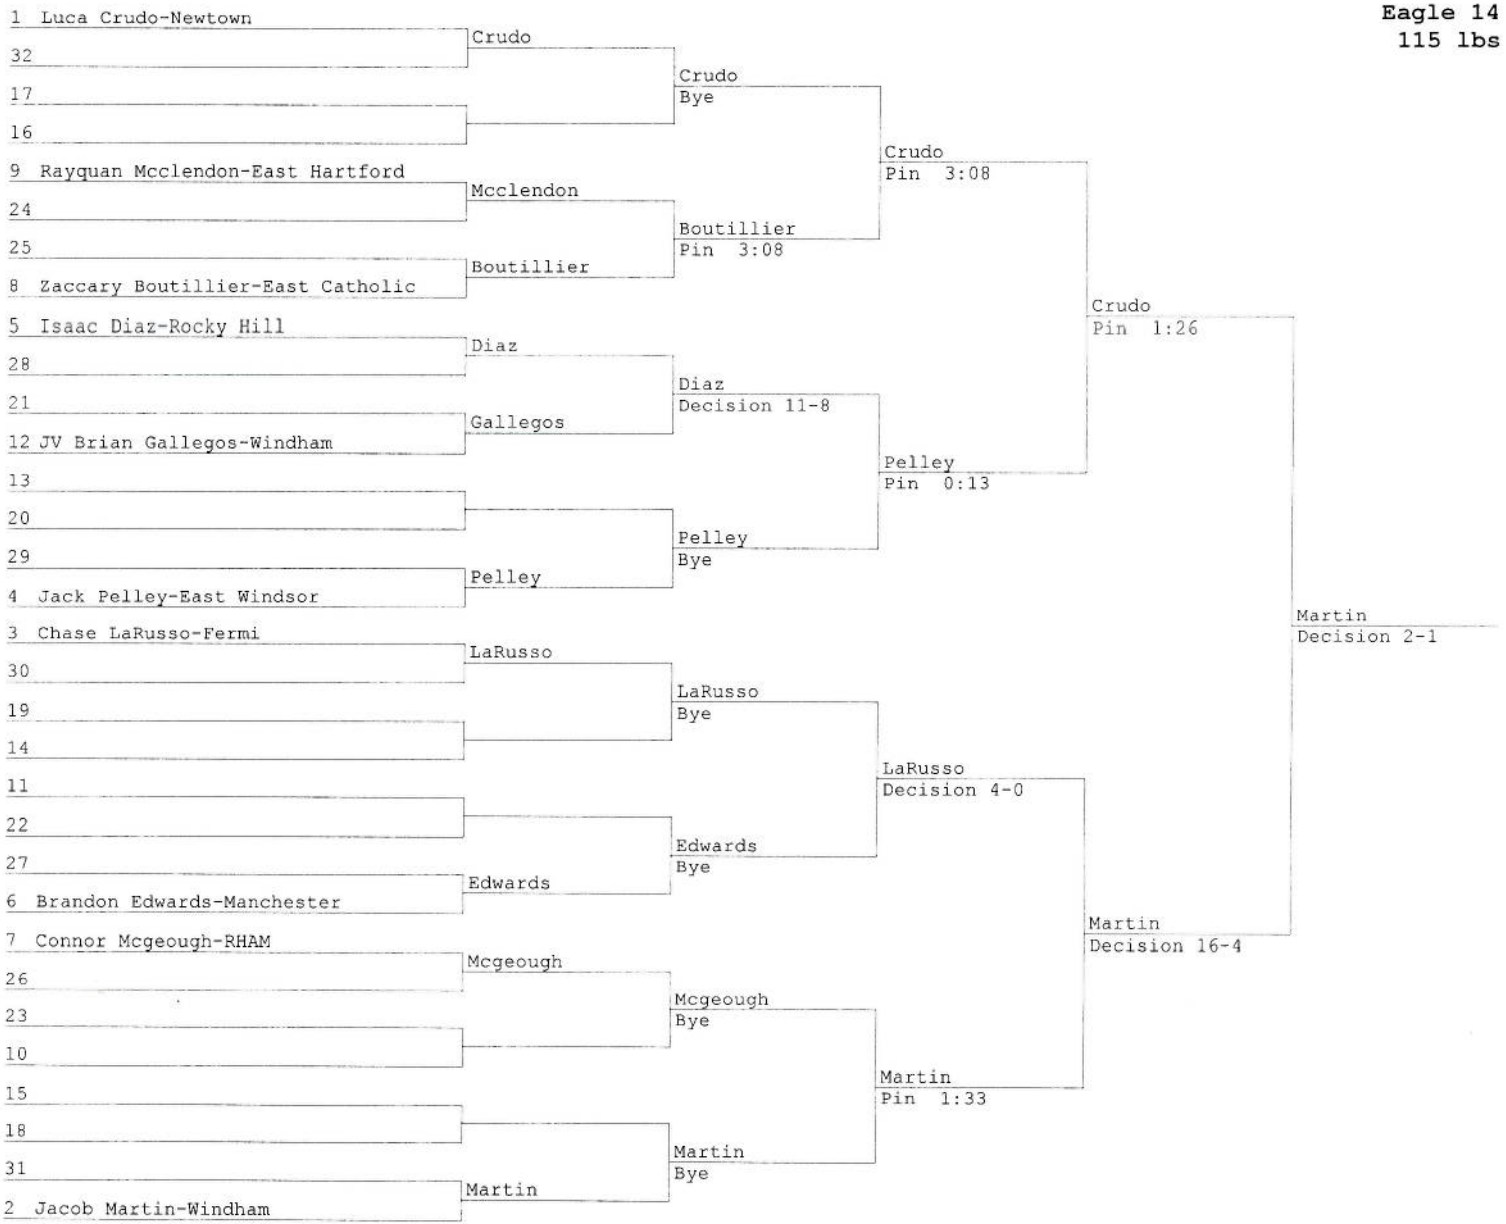 Eagle 14
115 lbs
1 Luca Crudo-Newtown
Crudo
32
Crudo
Bye
17
16
Crudo
Pin 3:08
9 Rayquan Mcclendon-East Hartford
Mcclendon
24
Boutillier
Pin 3:08
25
Boutillier
8 Zaccary Boutillier-East Catholic
Crudo
Pin 1:26
5 Isaac Diaz-Rocky Hill
Diaz
28
Diaz
Decision 11-8
21
Gallegos
12 JV Brian Gallegos-Windham
Pelley
Pin 0:13
13
20
Pelley
Bye
29
Pelley
4 Jack Pelley-East Windsor
Martin
Decision 2-1
3 Chase LaRusso-Fermi
LaRusso
30
LaRusso
Bye
19
14
LaRusso
Decision 4-0
11
22
Edwards
Bye
27
Edwards
6 Brandon Edwards-Manchester
Martin
Decision 16-4
7 Connor Mcgeough-RHAM
Mcgeough
26
Mcgeough
Bye
23
10
Martin
Pin 1:33
15
18
Martin
Bye
31
Martin
2 Jacob Martin-Windham